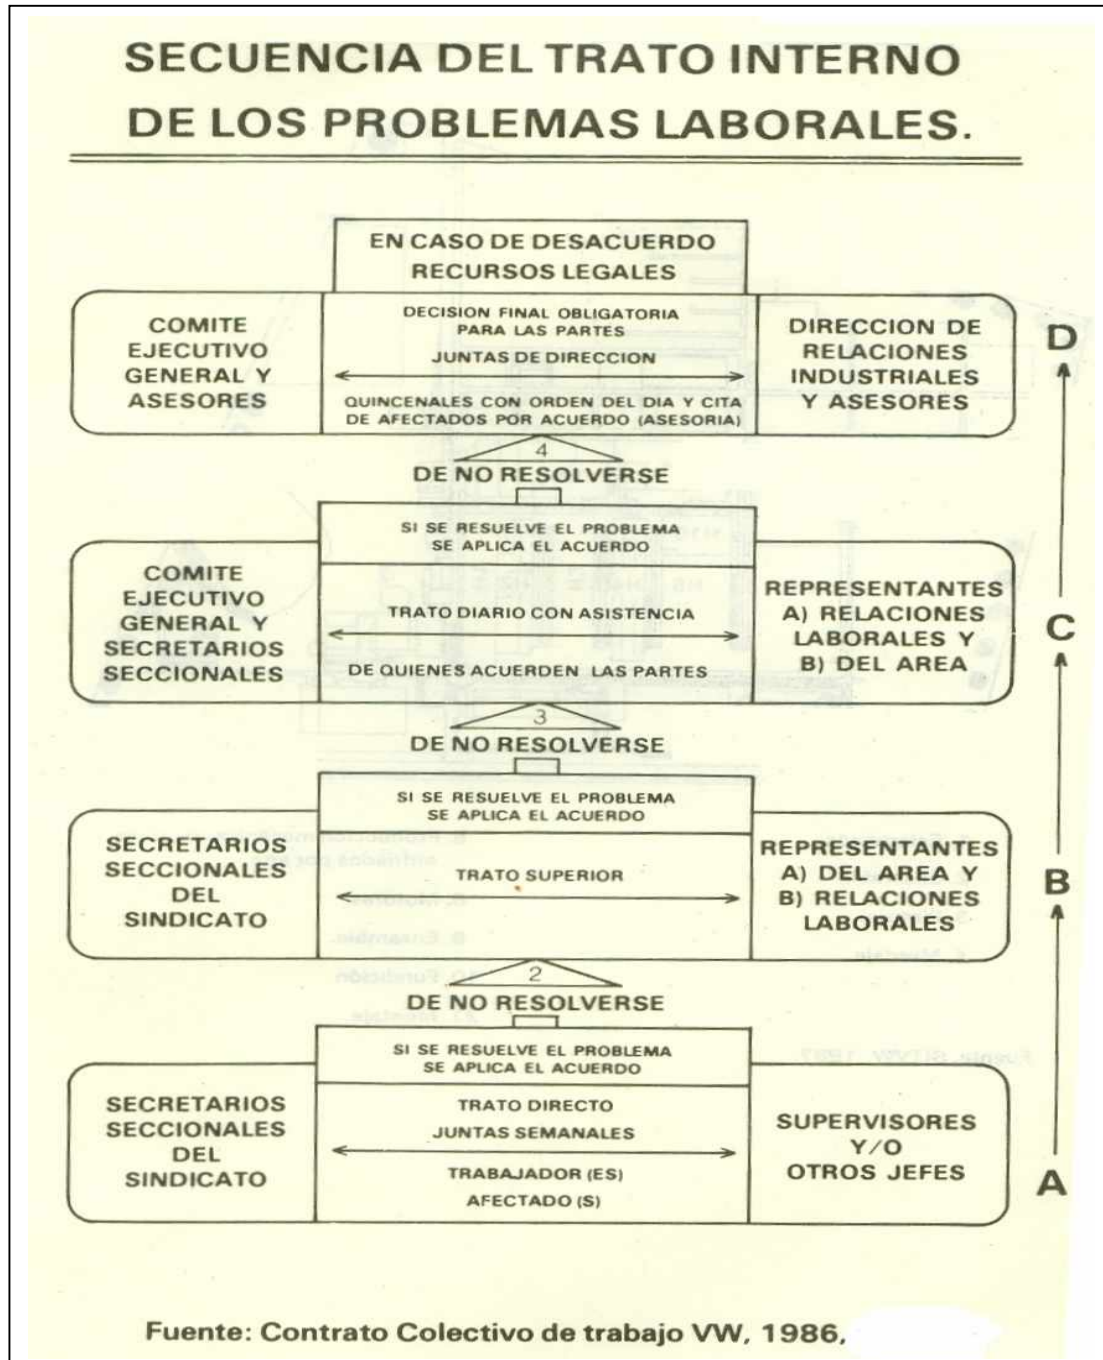 SECUENCIA DEL TRATO INTERNO
DE LOS PROBLEMAS LABORALES.
EN CASO DE DESACUERDO
RECURSOS LEGALES
COMITE
EJECUTIVO
GENERAL Y
ASESORES
DECISION FINAL OBLIGATORIA
PARA LAS PARTES
JUNTAS DE DIRECCION
QUINCENALES CON ORDEN DEL DIA Y CITA
DE AFECTADOS POR ACUERDO (ASESORIA)
DIRECCION DE
RELACIONES
INDUSTRIALES
Y ASESORES
D
4
DE NO RESOLVERSE
SI SE RESUELVE EL PROBLEMA
SE APLICA EL ACUERDO
COMITE
EJECUTIVO
GENERAL Y
SECRETARIOS
SECCIONALES
TRATO DIARIO CON ASISTENCIA
DE QUIENES ACUERDEN LAS PARTES
REPRESENTANTES
A) RELACIONES
LABORALES Y
B) DEL AREA
C
3
DE NO RESOLVERSE
SI SE RESUELVE EL PROBLEMA
SE APLICA EL ACUERDO
SECRETARIOS
SECCIONALES
DEL
SINDICATO
TRATO SUPERIOR
REPRESENTANTES
A) DEL AREA Y
B) RELACIONES
LABORALES
B
2
DE NO RESOLVERSE
SI SE RESUELVE EL PROBLEMA
SE APLICA EL ACUERDO
SECRETARIOS
SECCIONALES
DEL
SINDICATO
TRATO DIRECTO
JUNTAS SEMANALES
TRABAJADOR (ES)
AFECTADO (S)
SUPERVISORES
Y/O
OTROS JEFES
A
Fuente: Contrato Colectivo de trabajo VW, 1986,